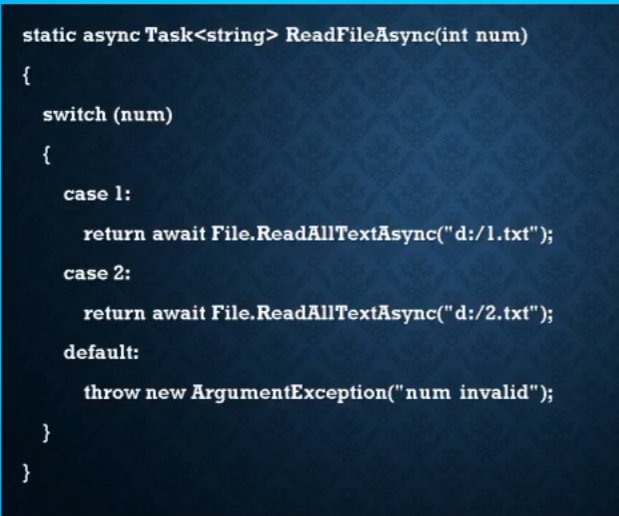 static async Task<string> ReadFileAsync(int num)
{
switch (num)
{
case 1:
return await File.ReadAllTextAsync("d:/1.txt");
case 2:
return await File.ReadAllTextAsync("d:/2.txt");
default:
throw new ArgumentException("num invalid");
}
}